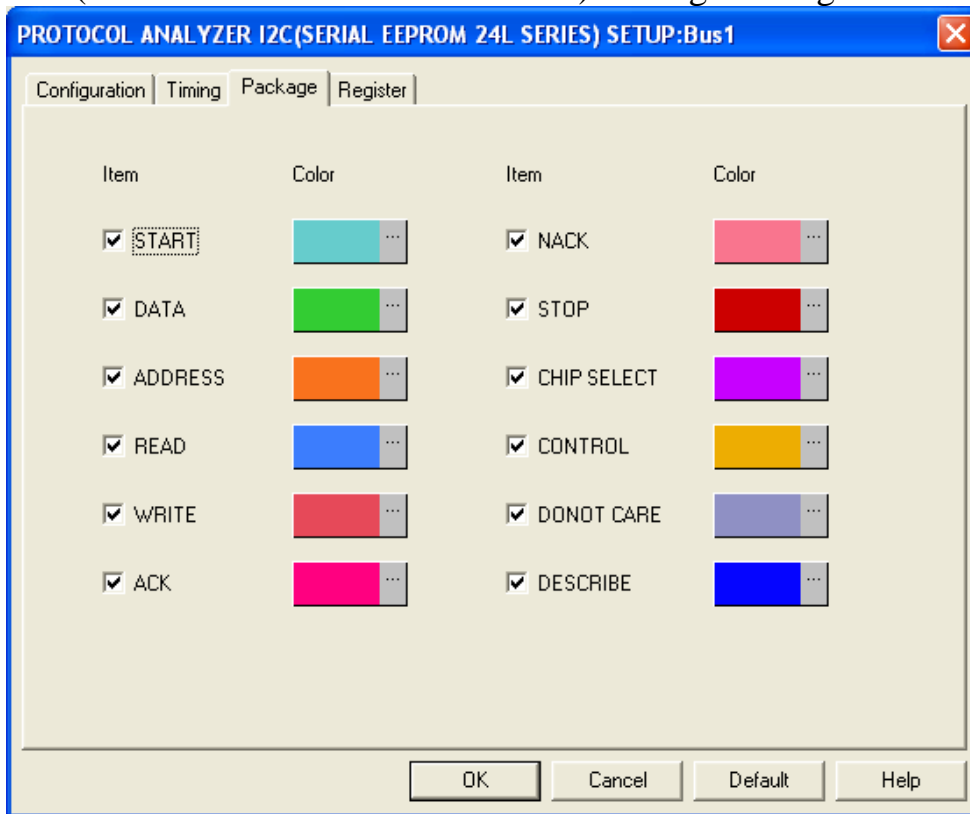 PROTOCOL ANALYZER I2C(SERIAL EEPROM 24L SERIES) SETUP:Bus1
Configuration Timing Package Register
Item Color Item Color
START ... NACK ...
DATA ... STOP ...
ADDRESS ... CHIP SELECT ...
READ ... CONTROL ...
WRITE ... DONOT CARE ...
ACK ... DESCRIBE ...
OK Cancel Default Help